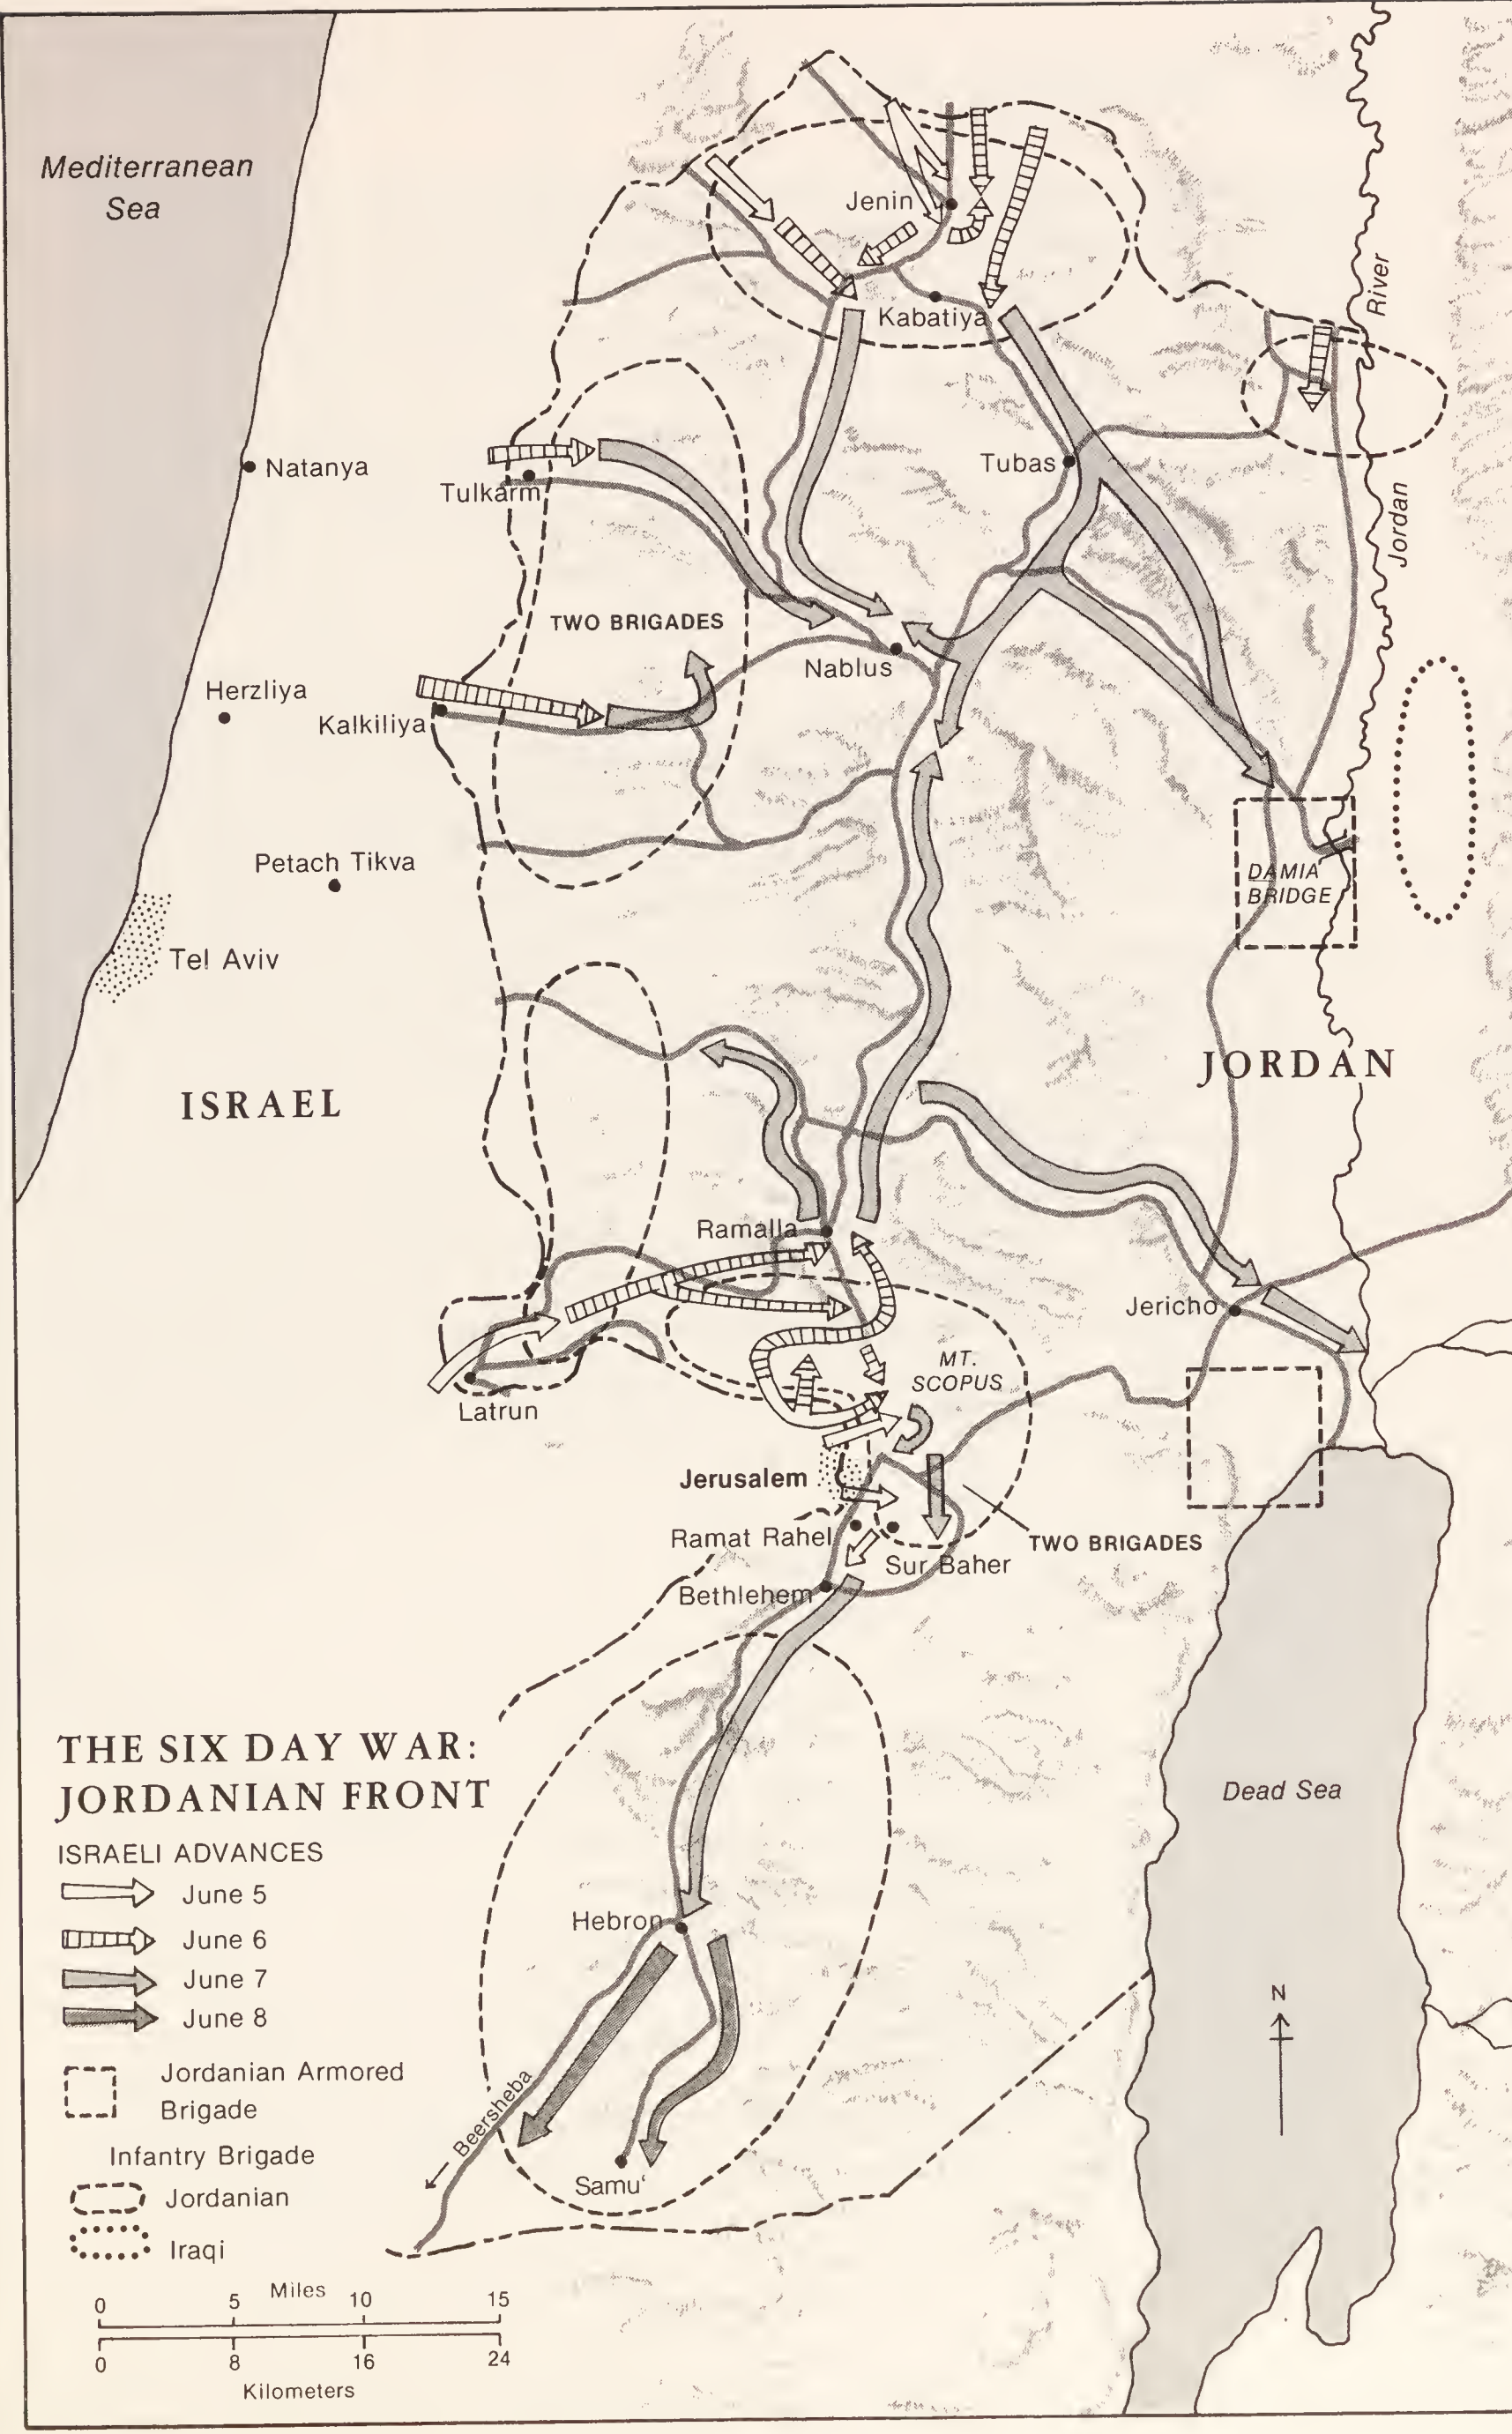 Mediterranean
Sea
Jenin
Kabatiya
River
Jordan
Natanya
Tulkarm
Tubas
TWO BRIGADES
Nablus
Herzliya
Kalkiliya
Petach Tikva
DAMIA
BRIDGE
Tel Aviv
ISRAEL
JORDAN
Ramalla
Jericho
MT.
SCOPUS
Latrun
Jerusalem
Ramat Rahel
Sur Baher
TWO BRIGADES
Bethlehem
THE SIX DAY WAR:
JORDANIAN FRONT
Dead Sea
ISRAELI ADVANCES
June 5
June 6
June 7
June 8
Hebron
N
Jordanian Armored
Brigade
Beersheba
Infantry Brigade
Samu'
Jordanian
Iraqi
Miles
0 5 10 15
0 8 16 24
Kilometers